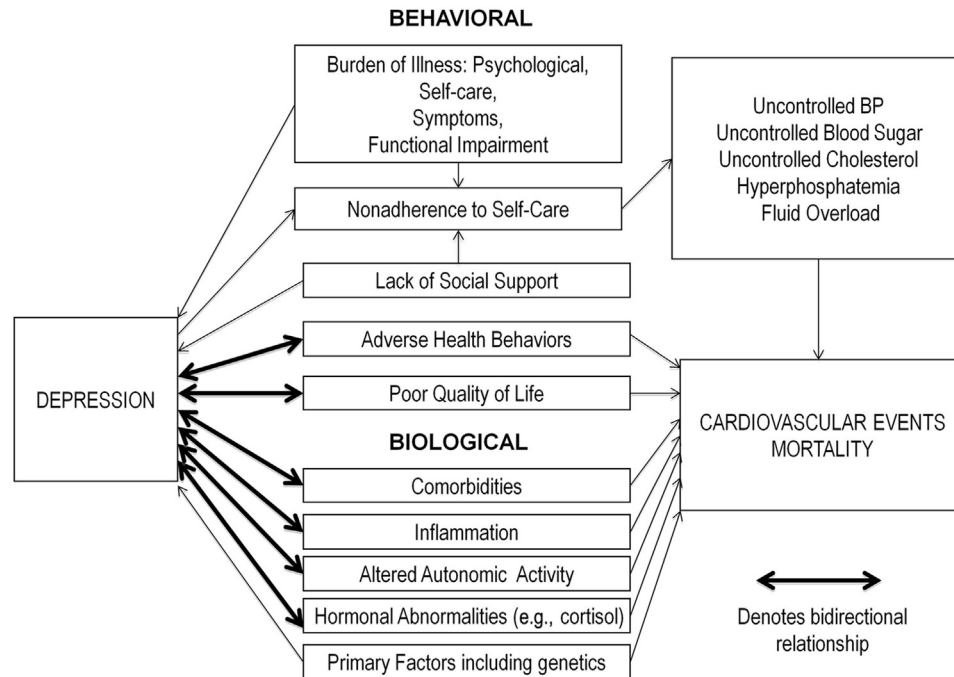 BEHAVIORAL
Burden of Illness: Psychological,
Self-care,
Symptoms,
Functional Impairment
Uncontrolled BP
Uncontrolled Blood Sugar
Uncontrolled Cholesterol
Hyperphosphatemia
Fluid Overload
Nonadherence to Self-Care
Lack of Social Support
Adverse Health Behaviors
DEPRESSION
Poor Quality of Life
CARDIOVASCULAR EVENTS
MORTALITY
BIOLOGICAL
Comorbidities
Inflammation
Altered Autonomic Activity
Hormonal Abnormalities (e.g., cortisol)
Primary Factors including genetics
Denotes bidirectional
relationship